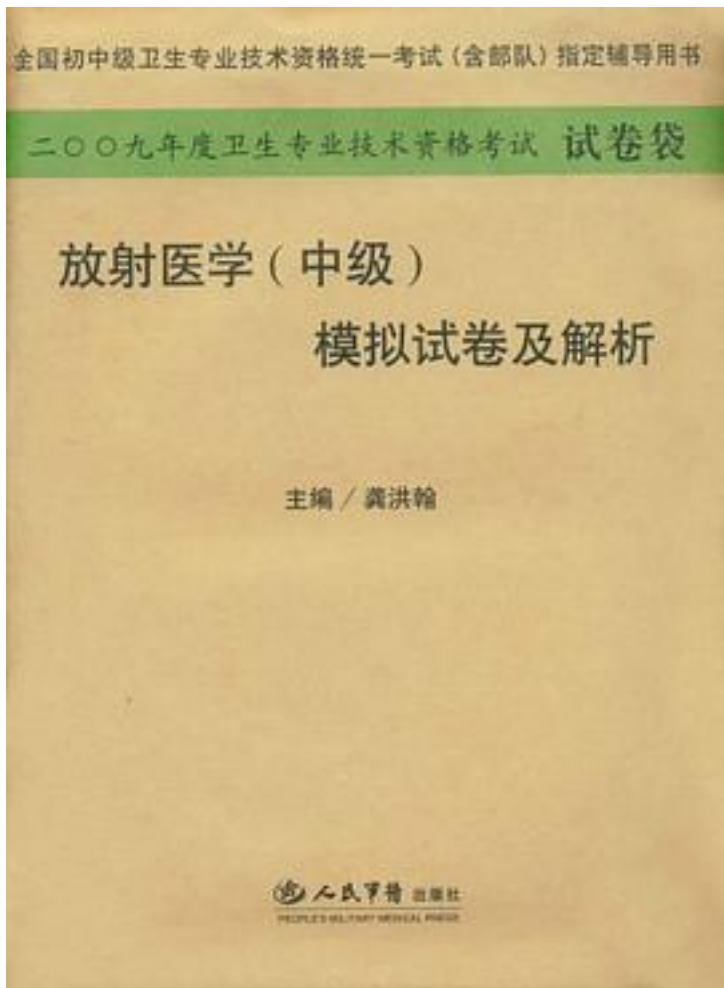 全国初中级卫生专业技术资格统一考试（含部队）指定辅导用书
二〇〇九年度卫生专业技术资格考试 试卷袋
放射医学（中级）
模拟试卷及解析
主编／龚洪翰
人民军医 出版社
PEOPLE'S MILITARY MEDICAL PRESS